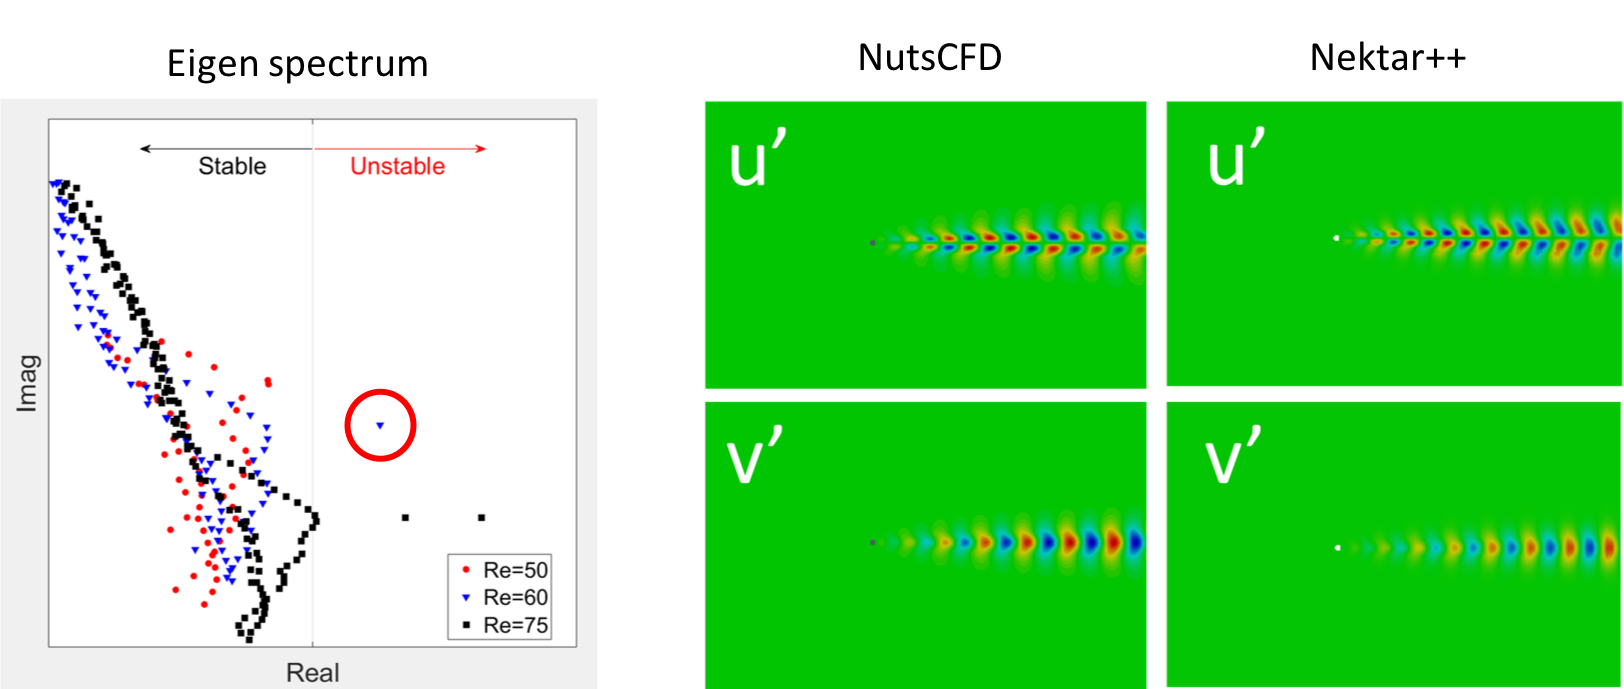 Eigen spectrum
NutsCFD
Nektar++
Stable
Unstable
Imag
Real
Re=50
Re=60
Re=75
u’
u’
v’
v’